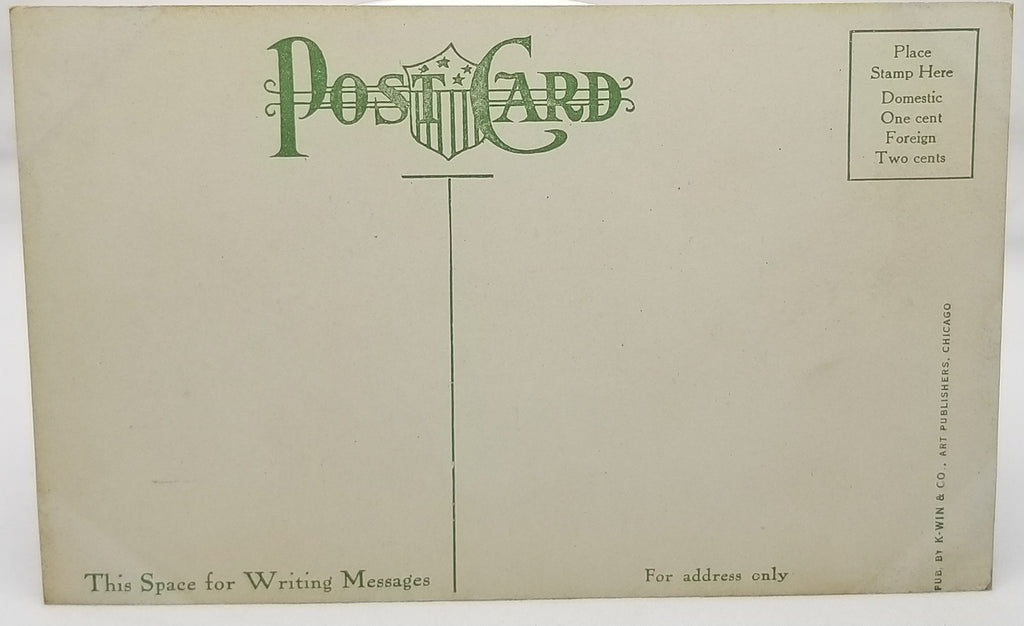 POST CARD
Place
Stamp Here
Domestic
One cent
Foreign
Two cents
This Space for Writing Messages
For address only
PUB. BY K-WIN & CO., ART PUBLISHERS, CHICAGO